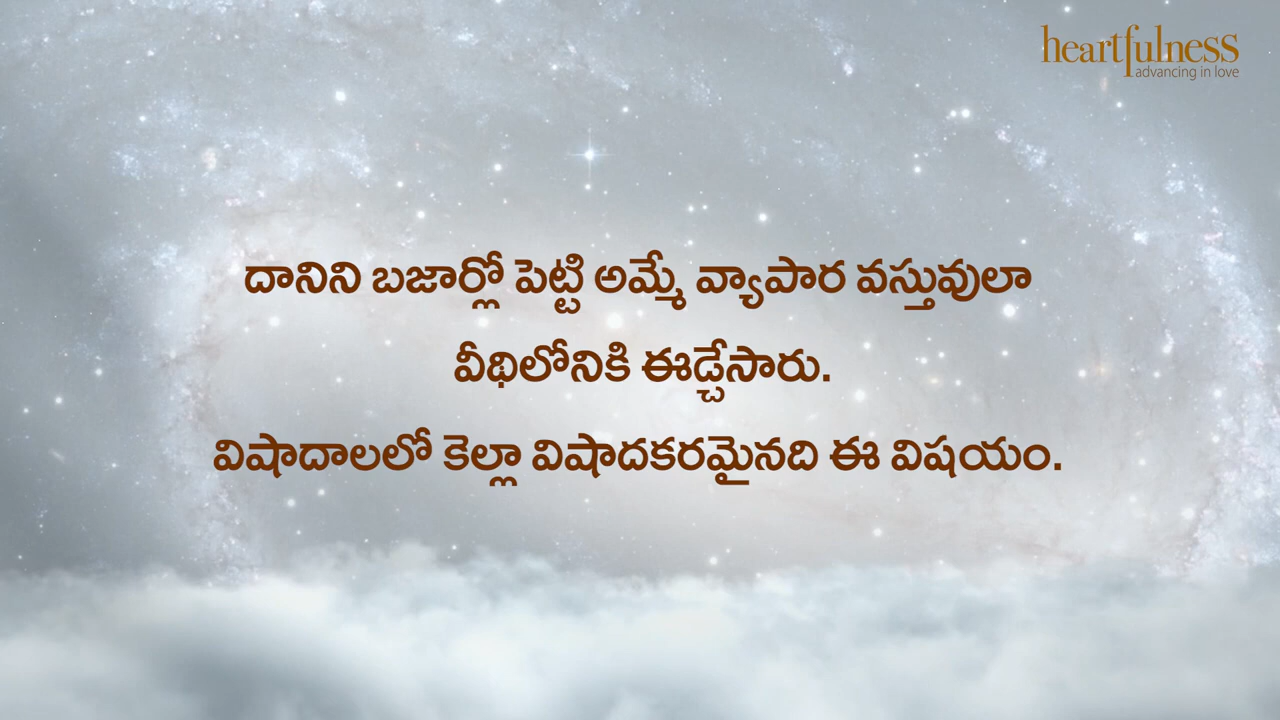 heartfulness
advancing in love
దానిని బజార్లో పెట్టి అమ్మే వ్యాపార వస్తువులా
వీథిలోనికి ఈడ్చేసారు.
విషాదాలలో కెల్లా విషాదకరమైనది ఈ విషయం.